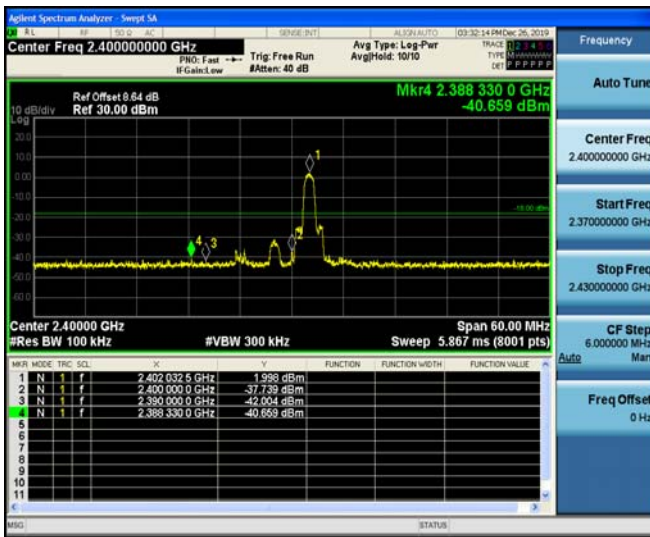 Agilent Spectrum Analyzer - Swept SA
RL RF 50 Ω AC SENSE:INT ALIGN AUTO 03:32:14 PM Dec 26, 2019
Center Freq 2.400000000 GHz
PNO: Fast
IFGain:Low
Trig: Free Run
#Atten: 40 dB
Avg Type: Log-Pwr
Avg|Hold: 10/10
TRACE 1 2 3 4 5 6
TYPE M
DET P P P P P P
Frequency
Auto Tune
Mkr4 2.388 330 0 GHz
-40.659 dBm
Ref Offset 8.64 dB
10 dB/div Ref 30.00 dBm
Log
20.0
10.0
0.00
-10.0
-20.0
-30.0
-40.0
-50.0
-60.0
1
2
3
4
Center Freq
2.400000000 GHz
Start Freq
2.370000000 GHz
Stop Freq
2.430000000 GHz
Center 2.40000 GHz Span 60.00 MHz
#Res BW 100 kHz #VBW 300 kHz Sweep 5.867 ms (8001 pts)
CF Step
6.000000 MHz
Auto Man
MKR MODE TRC SCL X Y FUNCTION FUNCTION WIDTH FUNCTION VALUE
1 N 1 f 2.402 032 5 GHz 1.998 dBm
2 N 1 f 2.400 000 0 GHz -37.739 dBm
3 N 1 f 2.390 000 0 GHz -42.004 dBm
4 N 1 f 2.388 330 0 GHz -40.659 dBm
5
6
7
8
9
10
11
Freq Offset
0 Hz
MSG STATUS